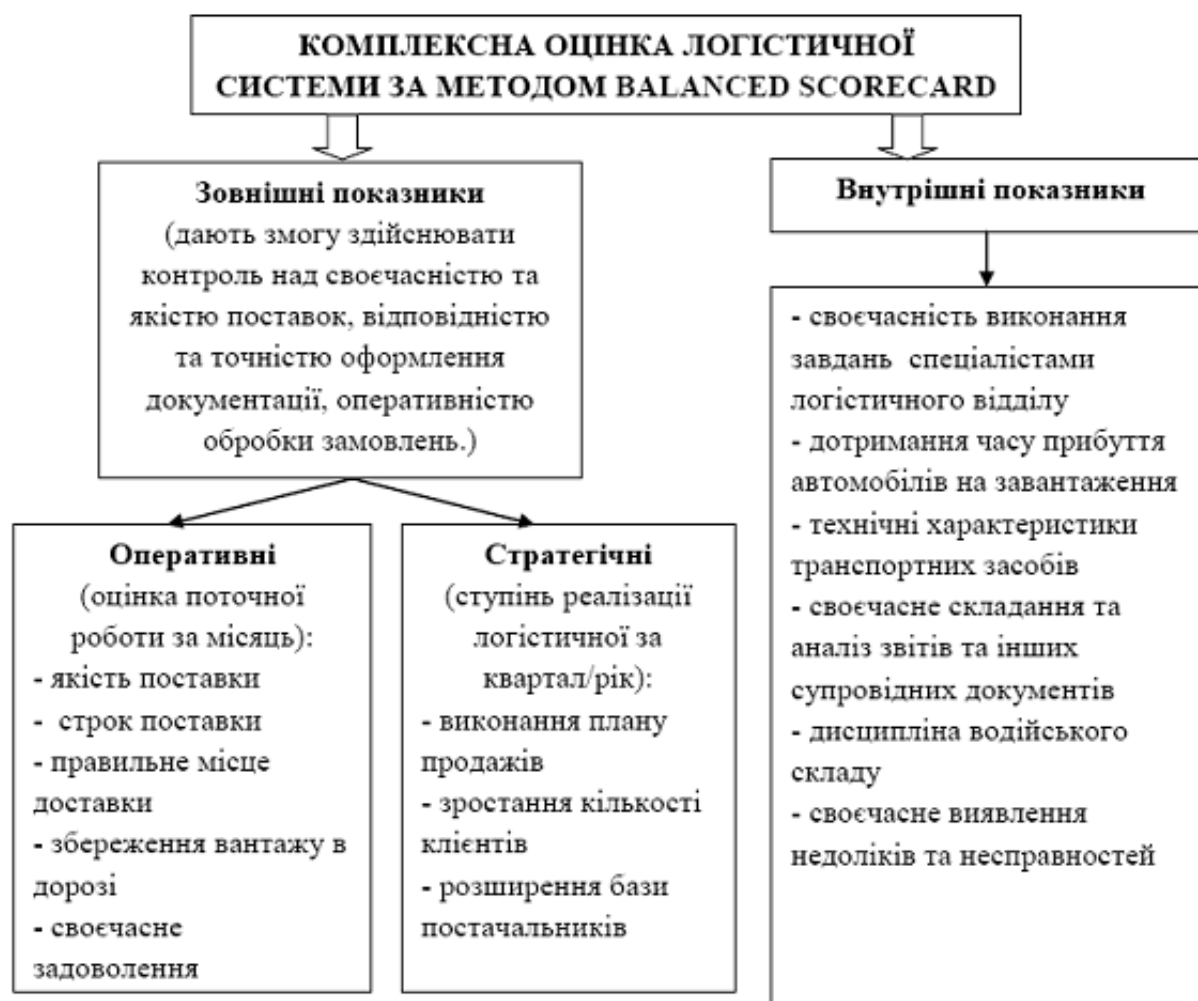 КОМПЛЕКСНА ОЦІНКА ЛОГІСТИЧНОЇ
СИСТЕМИ ЗА МЕТОДОМ BALANCED SCORECARD
Зовнішні показники
(дають змогу здійснювати
контроль над своєчасністю та
якістю поставок, відповідністю
та точністю оформлення
документації, оперативністю
обробки замовлень.)
Оперативні
(оцінка поточної
роботи за місяць):
- якість поставки
- строк поставки
- правильне місце
доставки
- збереження вантажу в
дорозі
- своєчасне
задоволення
Стратегічні
(ступінь реалізації
логістичної за
квартал/рік):
- виконання плану
продажів
- зростання кількості
клієнтів
- розширення бази
постачальників
Внутрішні показники
- своєчасність виконання
завдань спеціалістами
логістичного відділу
- дотримання часу прибуття
автомобілів на завантаження
- технічні характеристики
транспортних засобів
- своєчасне складання та
аналіз звітів та інших
супровідних документів
- дисципліна водійського
складу
- своєчасне виявлення
недоліків та несправностей